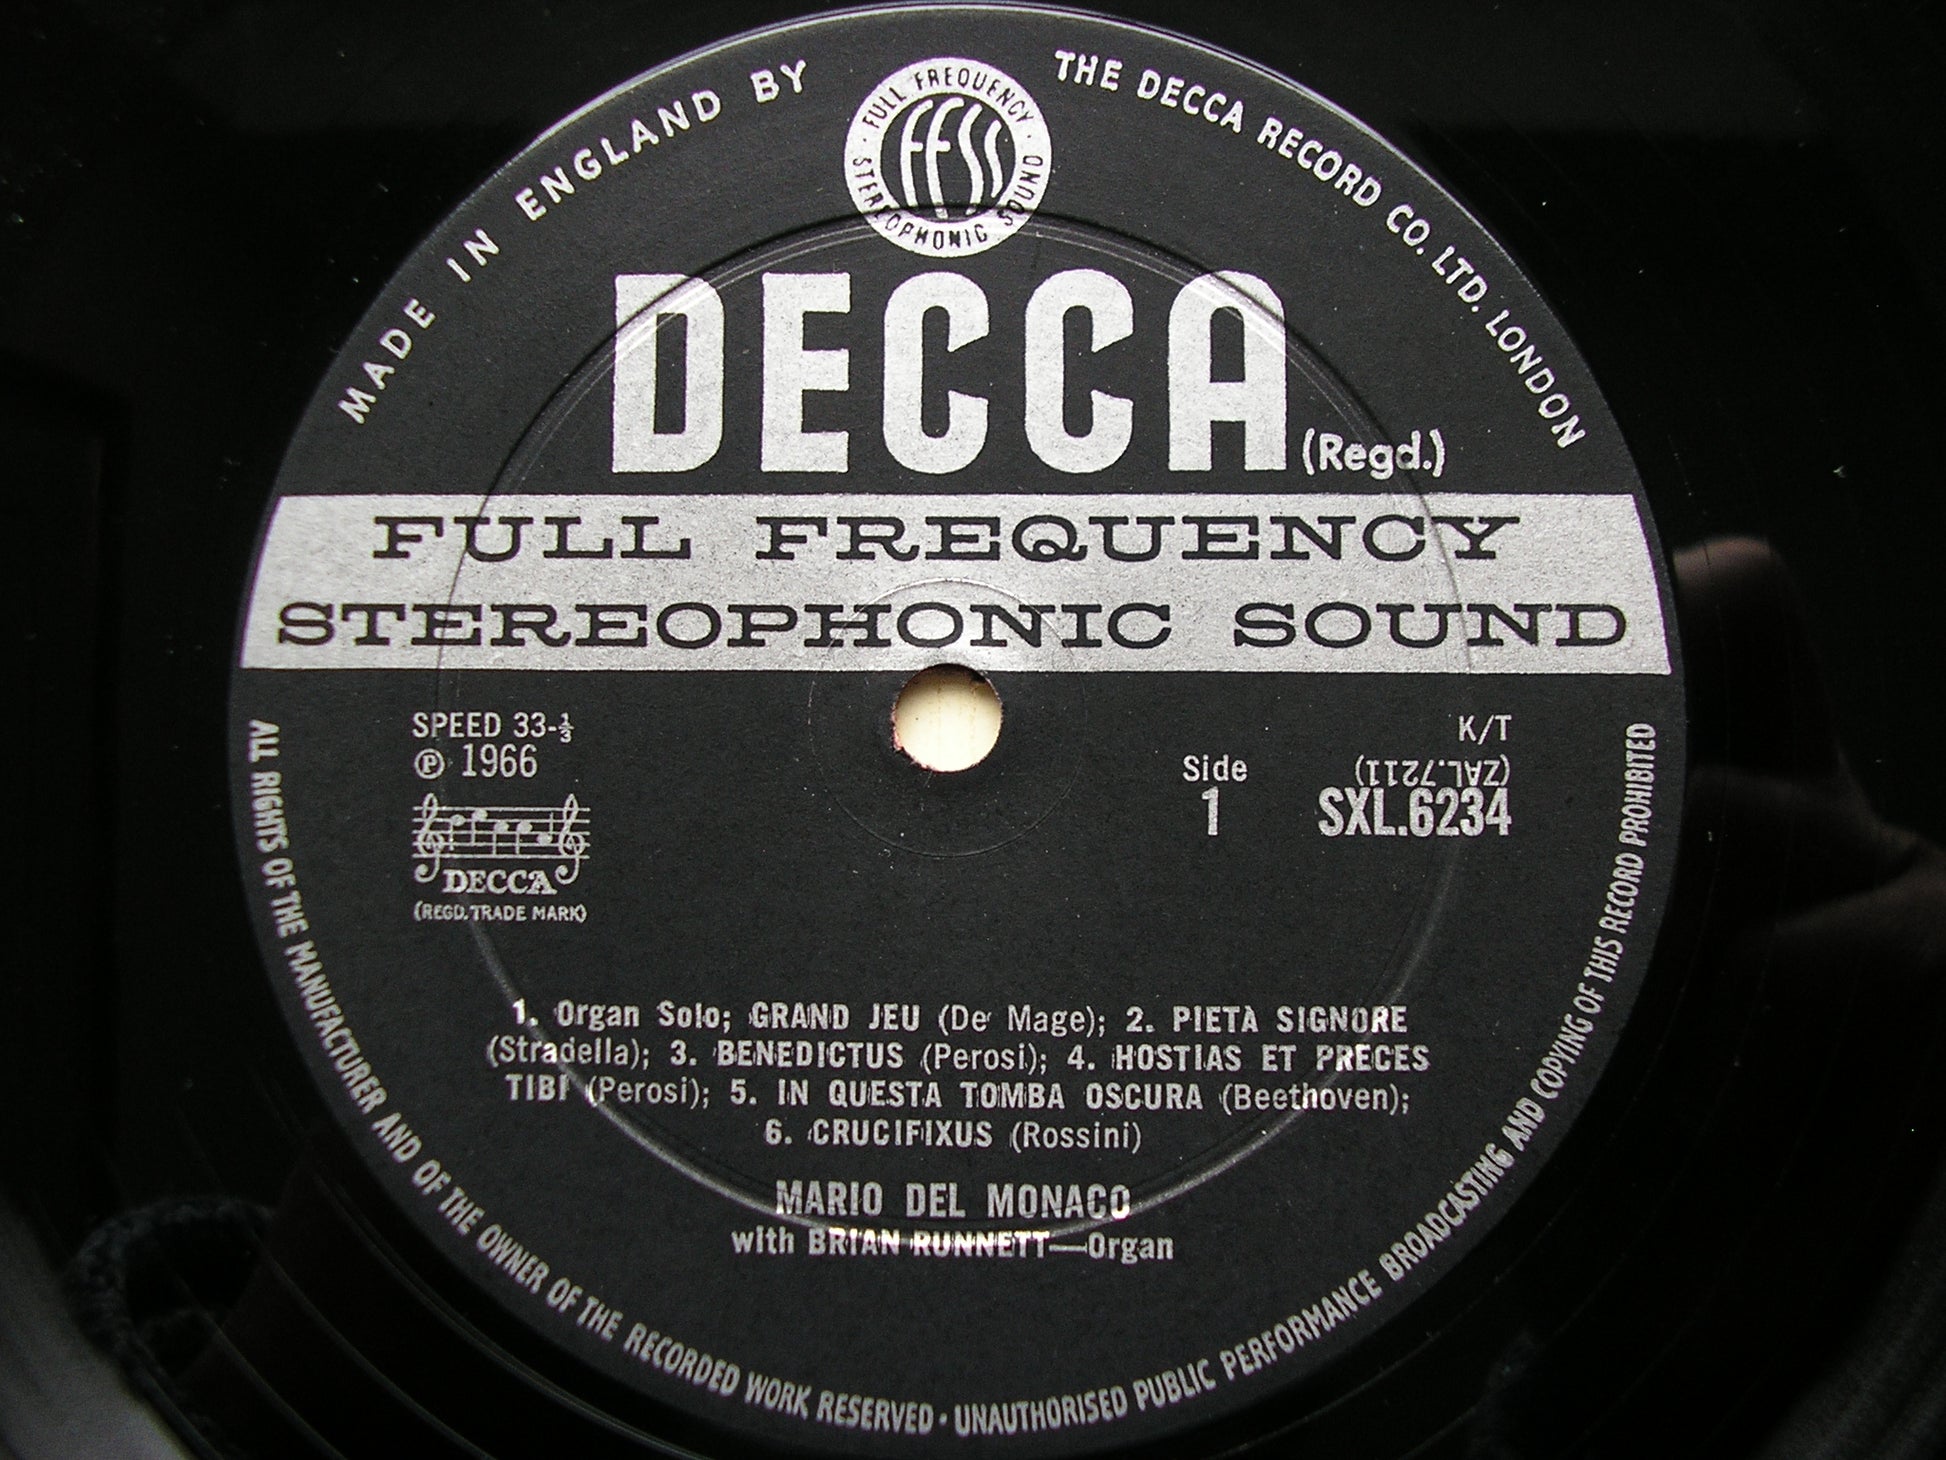 MADE IN ENGLAND BY
THE DECCA RECORD CO. LTD. LONDON
· FULL FREQUENCY ·
STEREOPHONIC SOUND
FFSS
DECCA (Regd.)
FULL FREQUENCY
STEREOPHONIC SOUND
SPEED 33-⅓
℗ 1966
DECCA
(REGD. TRADE MARK)
K/T
(ZAL.7211)
Side
1
SXL.6234
1. Organ Solo; GRAND JEU (De Mage); 2. PIETA SIGNORE
(Stradella); 3. BENEDICTUS (Perosi); 4. HOSTIAS ET PRECES
TIBI (Perosi); 5. IN QUESTA TOMBA OSCURA (Beethoven);
6. CRUCIFIXUS (Rossini)
MARIO DEL MONACO
with BRIAN RUNNETT—Organ
ALL RIGHTS OF THE MANUFACTURER AND OF THE OWNER OF THE RECORDED WORK RESERVED · UNAUTHORISED PUBLIC PERFORMANCE BROADCASTING AND COPYING OF THIS RECORD PROHIBITED